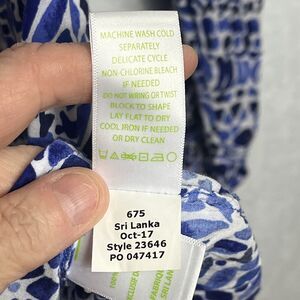 MACHINE WASH COLD
SEPARATELY
DELICATE CYCLE
NON-CHLORINE BLEACH
IF NEEDED
DO NOT WRING OR TWIST
BLOCK TO SHAPE
LAY FLAT TO DRY
COOL IRON IF NEEDED
OR DRY CLEAN
675
Sri Lanka
Oct-17
Style 23646
PO 047417
SRI LAN